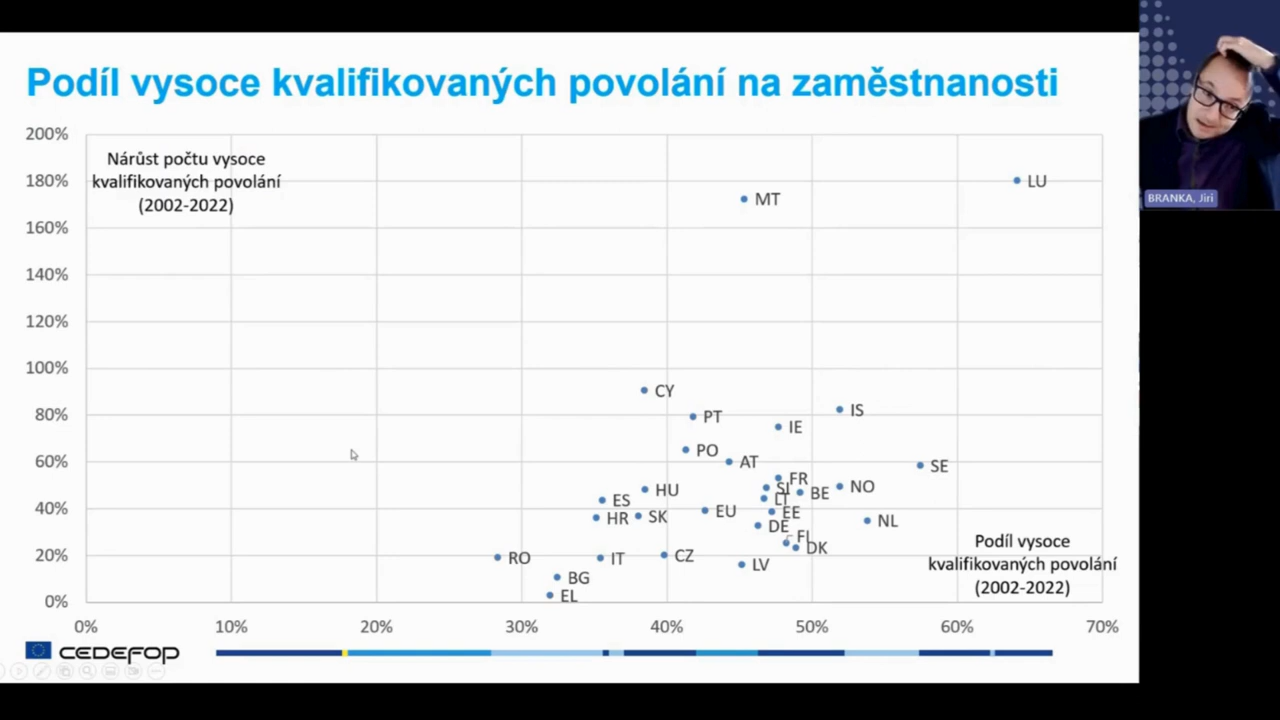 Podíl vysoce kvalifikovaných povolání na zaměstnanosti
200%
Nárůst počtu vysoce
kvalifikovaných povolání
(2002-2022)
180%
160%
140%
120%
100%
80%
60%
40%
20%
0%
LU
MT
CY
IS
PT
IE
PO
AT
SE
FR
SI
BE
NO
HU
LT
ES
EU
EE
HR
SK
NL
DE
FI
DK
RO
IT
CZ
LV
BG
EL
Podíl vysoce
kvalifikovaných povolání
(2002-2022)
0%
10%
20%
30%
40%
50%
60%
70%
CEDEFOP
BRANKA, Jiri